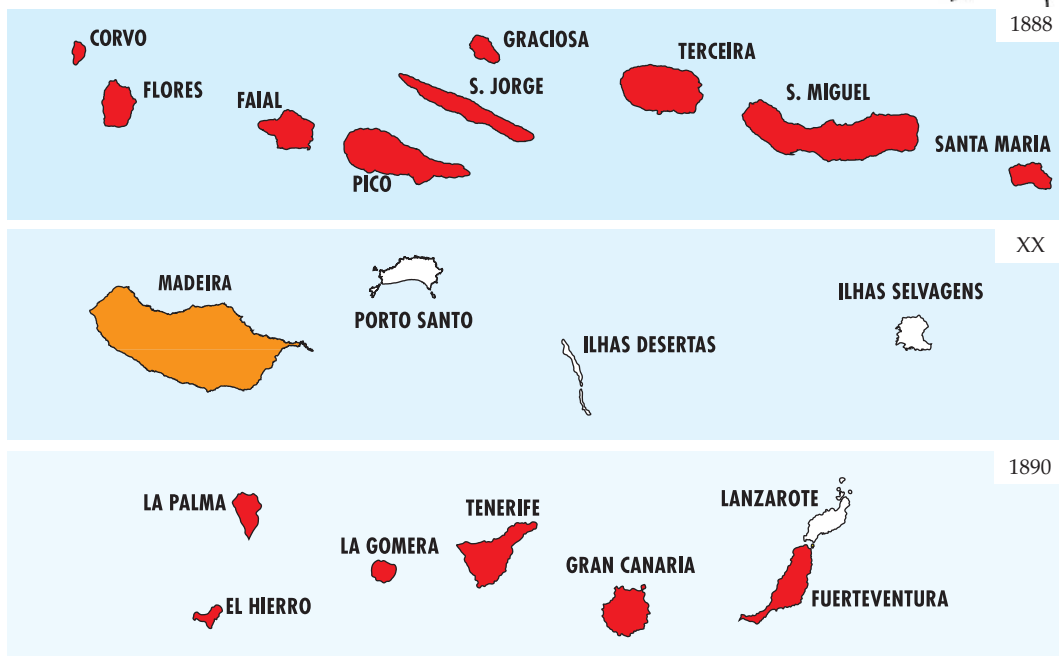 1888
CORVO
GRACIOSA
TERCEIRA
FLORES
S. JORGE
FAIAL
S. MIGUEL
SANTA MARIA
PICO
XX
MADEIRA
ILHAS SELVAGENS
PORTO SANTO
ILHAS DESERTAS
1890
LA PALMA
LANZAROTE
TENERIFE
LA GOMERA
GRAN CANARIA
EL HIERRO
FUERTEVENTURA